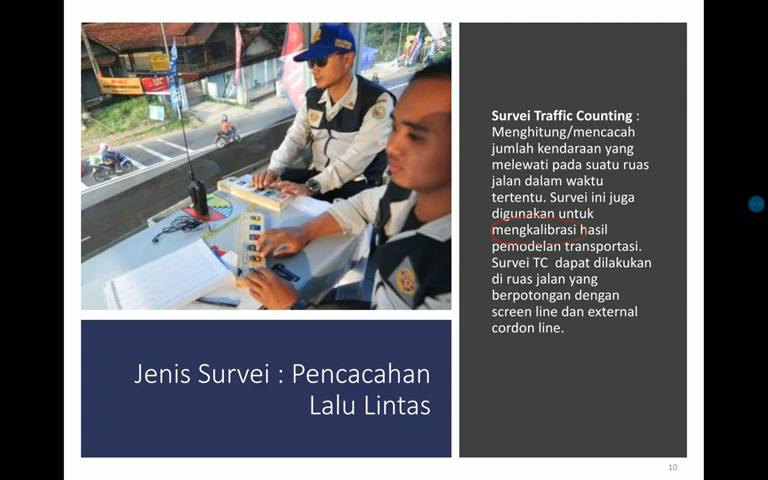 Survei Traffic Counting :
Menghitung/mencacah
jumlah kendaraan yang
melewati pada suatu ruas
jalan dalam waktu
tertentu. Survei ini juga
digunakan untuk
mengkalibrasi hasil
pemodelan transportasi.
Survei TC dapat dilakukan
di ruas jalan yang
berpotongan dengan
screen line dan external
cordon line.
Jenis Survei : Pencacahan
Lalu Lintas
10